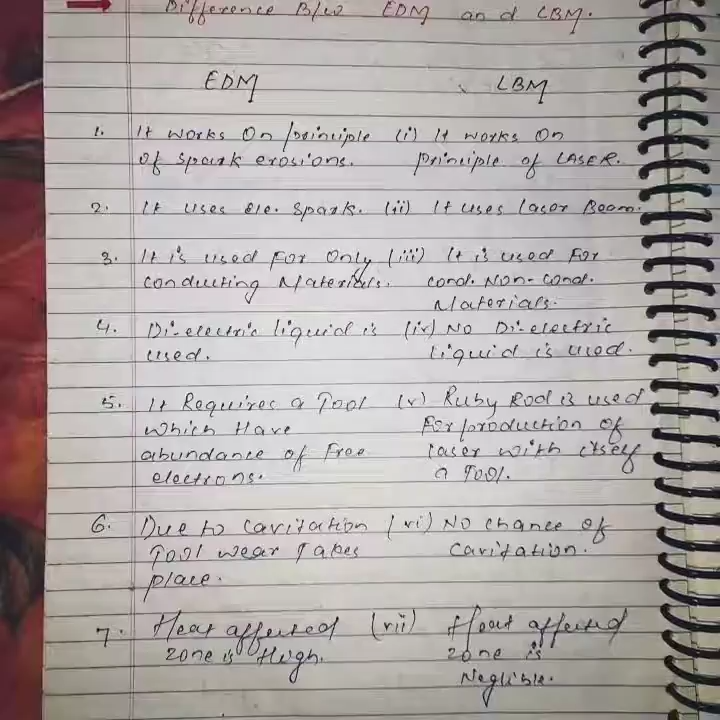 Difference B/w EDM and LBM.
EDM LBM
1. It works On principle (i) It works On
of spark erosions. principle of LASER.
2. It uses ele. Spark. (ii) It uses laser Beam.
3. It is used For Only (iii) It is used For
conducting Materials. cond. Non-cond.
Materials.
4. Di-electric liquid is (iv) No Di-electric
used. liquid is used.
5. It Requires a Tool (v) Ruby Rod is used
which Have For production of
abundance of Free laser with itself
electrons. a Tool.
6. Due to cavitation (vi) No chance of
Tool wear Takes Cavitation.
place.
7. Heat affected (vii) Heat affected
zone is High. zone is
Neglible.